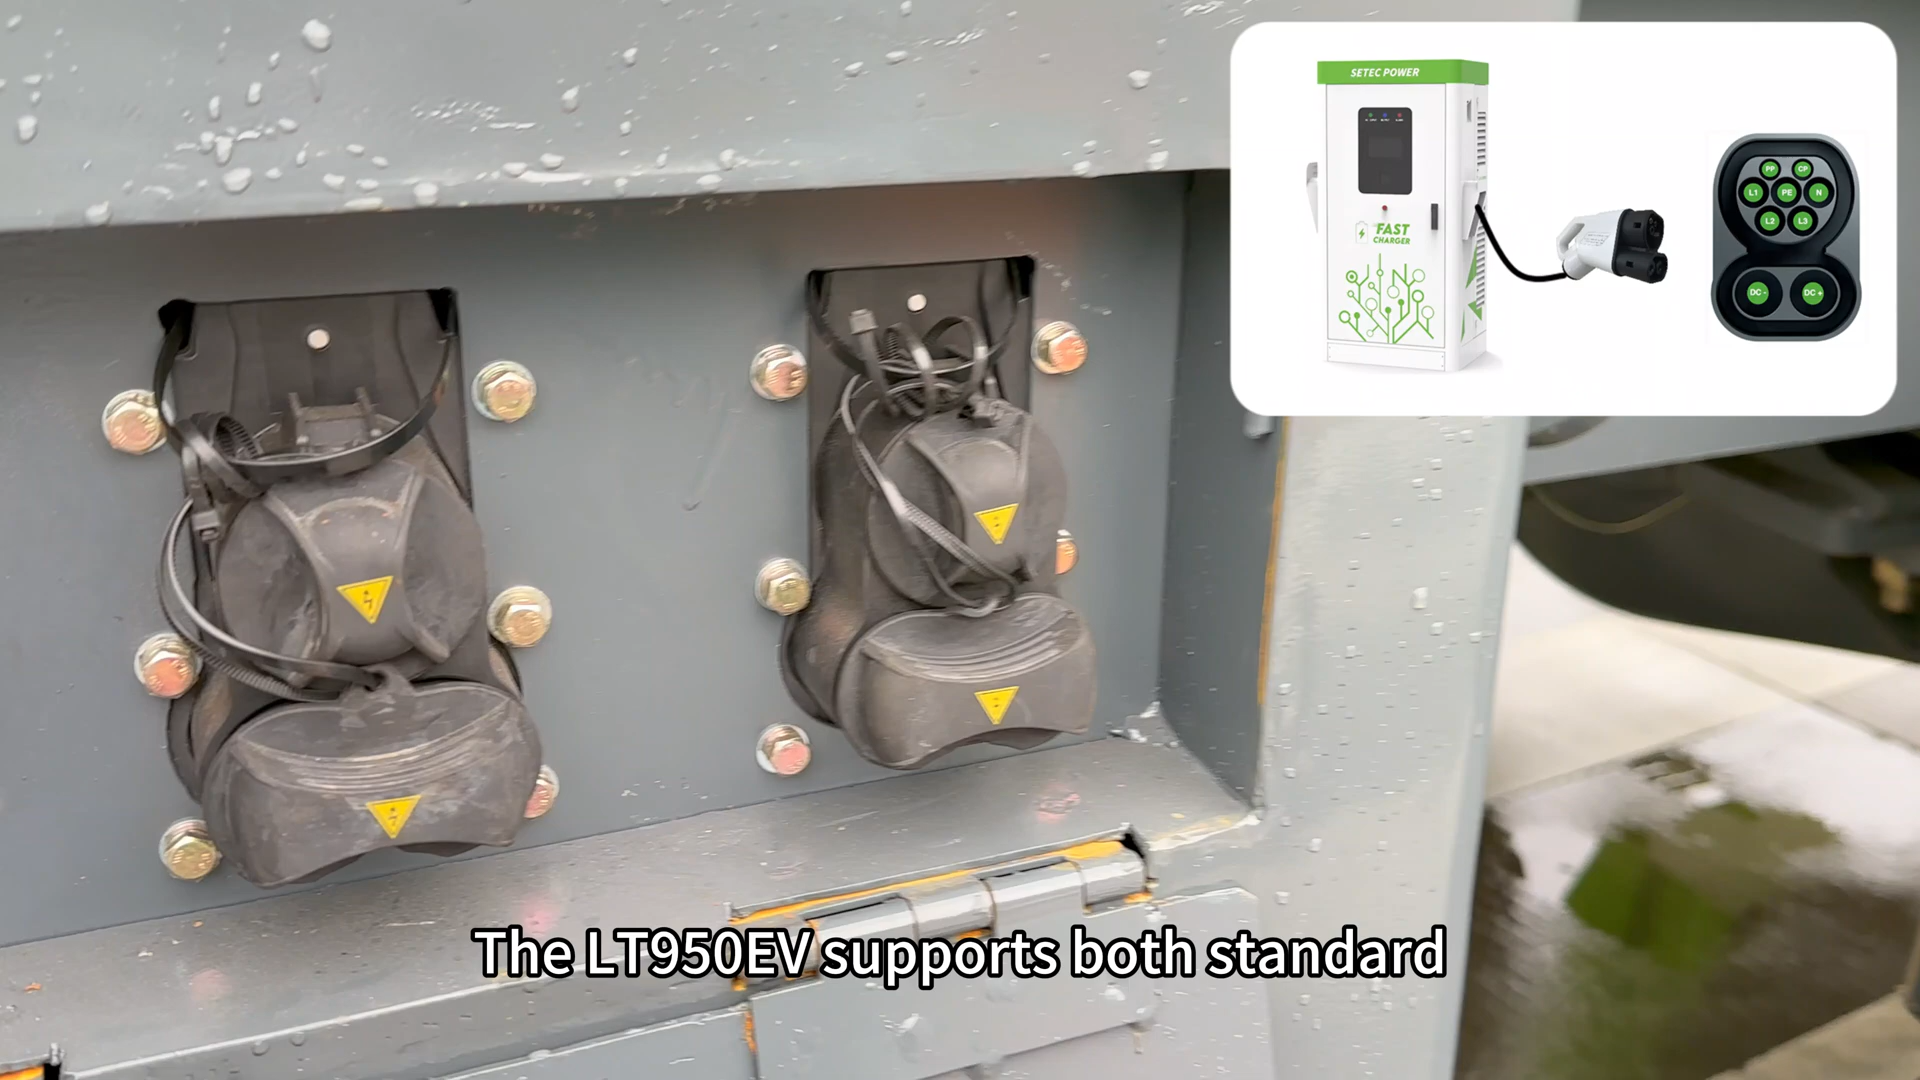 SETEC POWER
FAST
CHARGER
PP CP
L1 PE N
L2 L3
DC - DC +
The LT950EV supports both standard